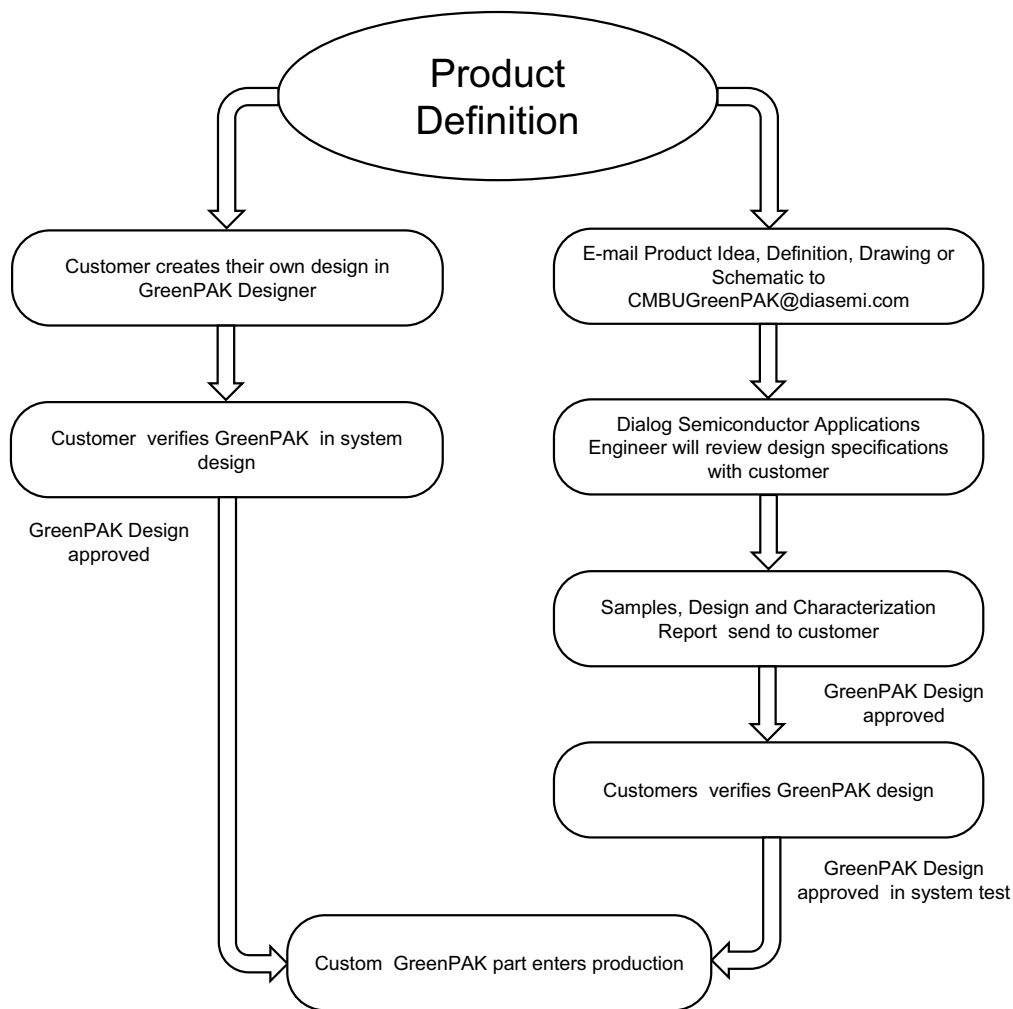 Product
Definition
Customer creates their own design in
GreenPAK Designer
Customer verifies GreenPAK in system
design
GreenPAK Design
approved
E-mail Product Idea, Definition, Drawing or
Schematic to
CMBUGreenPAK@diasemi.com
Dialog Semiconductor Applications
Engineer will review design specifications
with customer
Samples, Design and Characterization
Report send to customer
GreenPAK Design
approved
Customers verifies GreenPAK design
GreenPAK Design
approved in system test
Custom GreenPAK part enters production